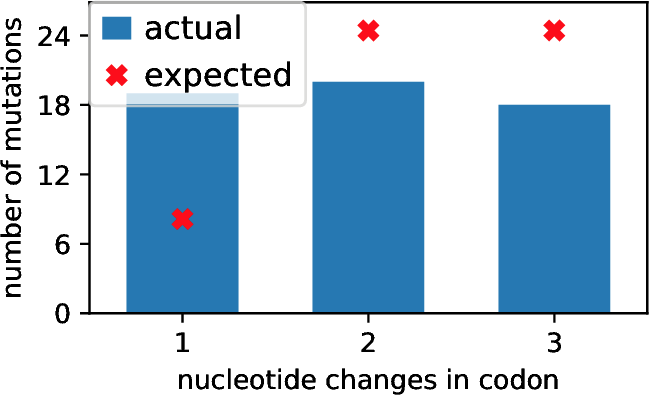 number of mutations
24
18
12
6
0
actual
expected
1 2 3
nucleotide changes in codon